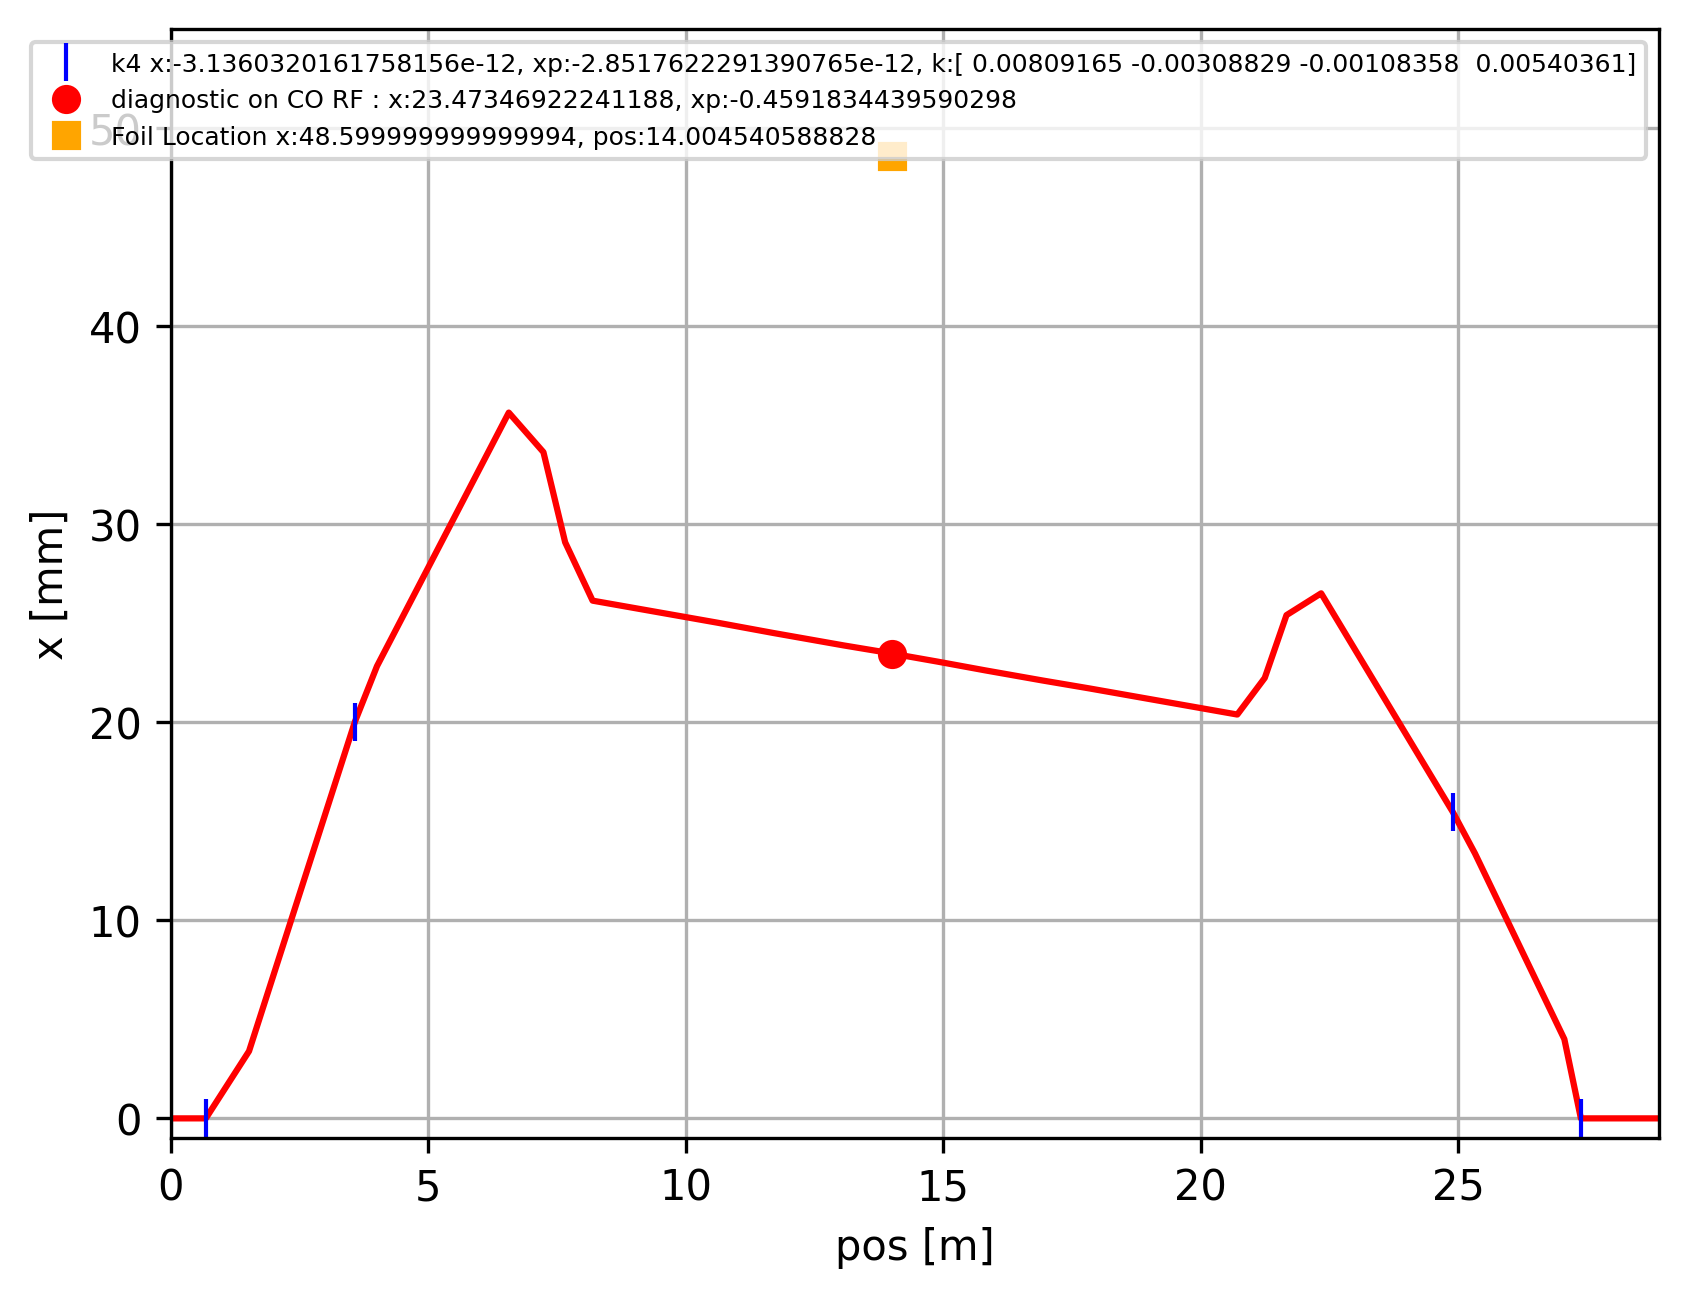 k4 x:-3.1360320161758156e-12, xp:-2.8517622291390765e-12, k:[ 0.00809165 -0.00308829 -0.00108358  0.00540361]
diagnostic on CO RF : x:23.47346922241188, xp:-0.4591834439590298
Foil Location x:48.599999999999994, pos:14.004540588828
50
40
30
20
10
0
x [mm]
0 5 10 15 20 25
pos [m]